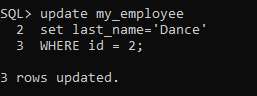 SQL> update my_employee
2 set last_name='Dance'
3 WHERE id = 2;
3 rows updated.